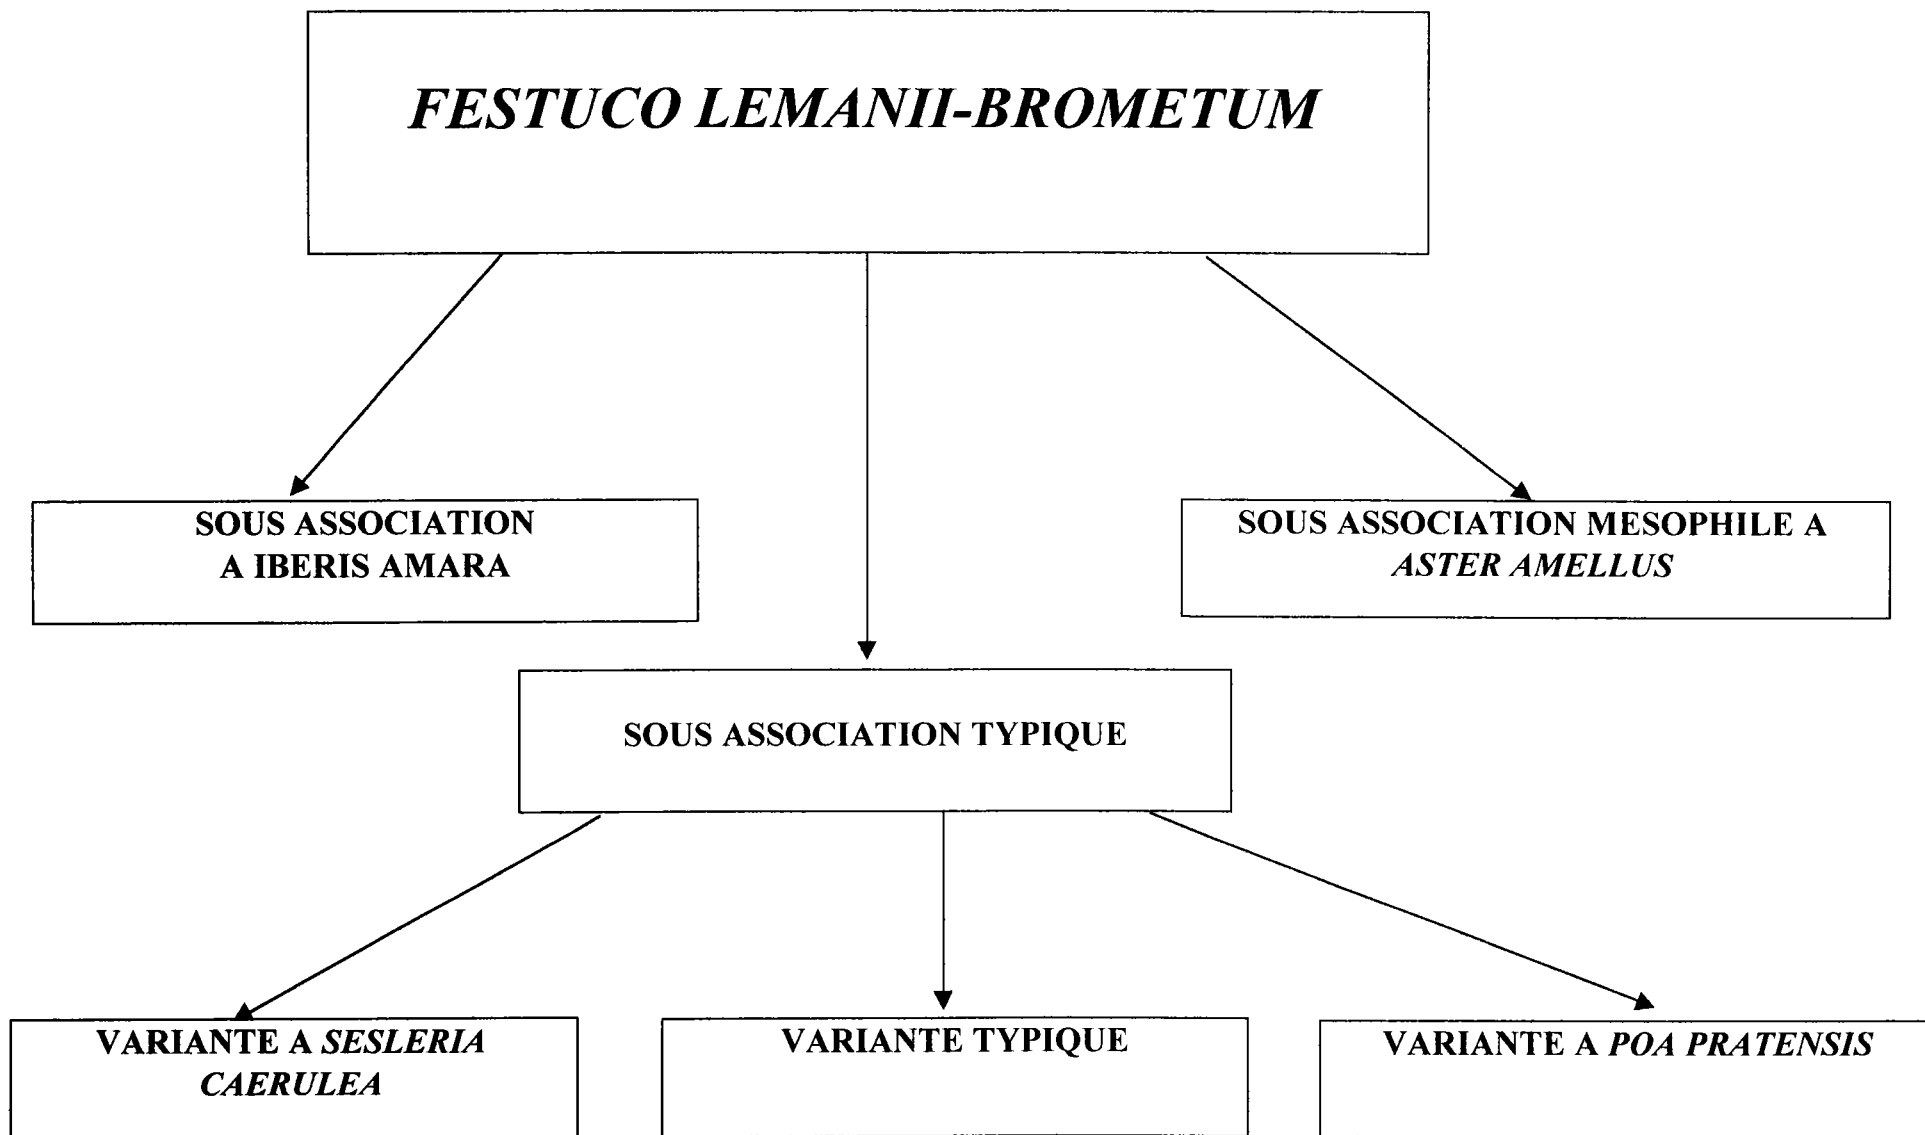 FESTUCO LEMANII-BROMETUM
SOUS ASSOCIATION
A IBERIS AMARA
SOUS ASSOCIATION MESOPHILE A
ASTER AMELLUS
SOUS ASSOCIATION TYPIQUE
VARIANTE A SESLERIA
CAERULEA
VARIANTE TYPIQUE
VARIANTE A POA PRATENSIS